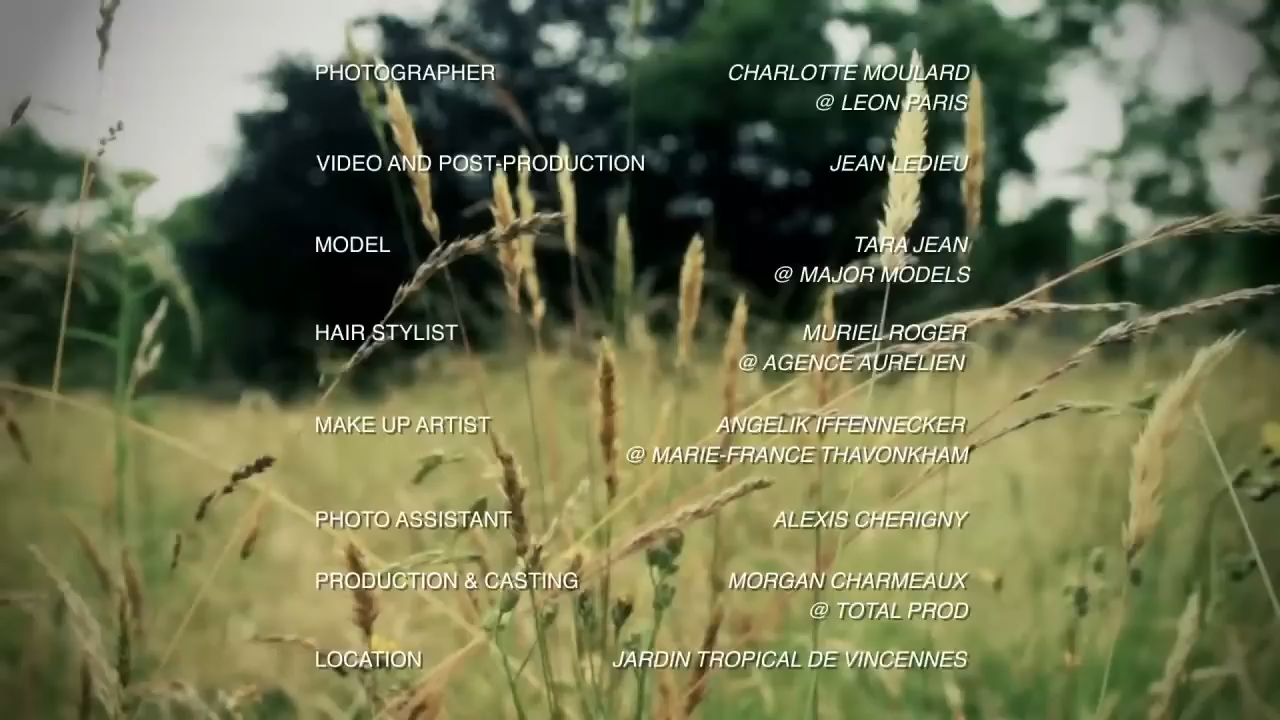 PHOTOGRAPHER CHARLOTTE MOULARD
@ LEON PARIS
VIDEO AND POST-PRODUCTION JEAN LEDIEU
MODEL TARA JEAN
@ MAJOR MODELS
HAIR STYLIST MURIEL ROGER
@ AGENCE AURELIEN
MAKE UP ARTIST ANGELIK IFFENNECKER
@ MARIE-FRANCE THAVONKHAM
PHOTO ASSISTANT ALEXIS CHERIGNY
PRODUCTION & CASTING MORGAN CHARMEAUX
@ TOTAL PROD
LOCATION JARDIN TROPICAL DE VINCENNES